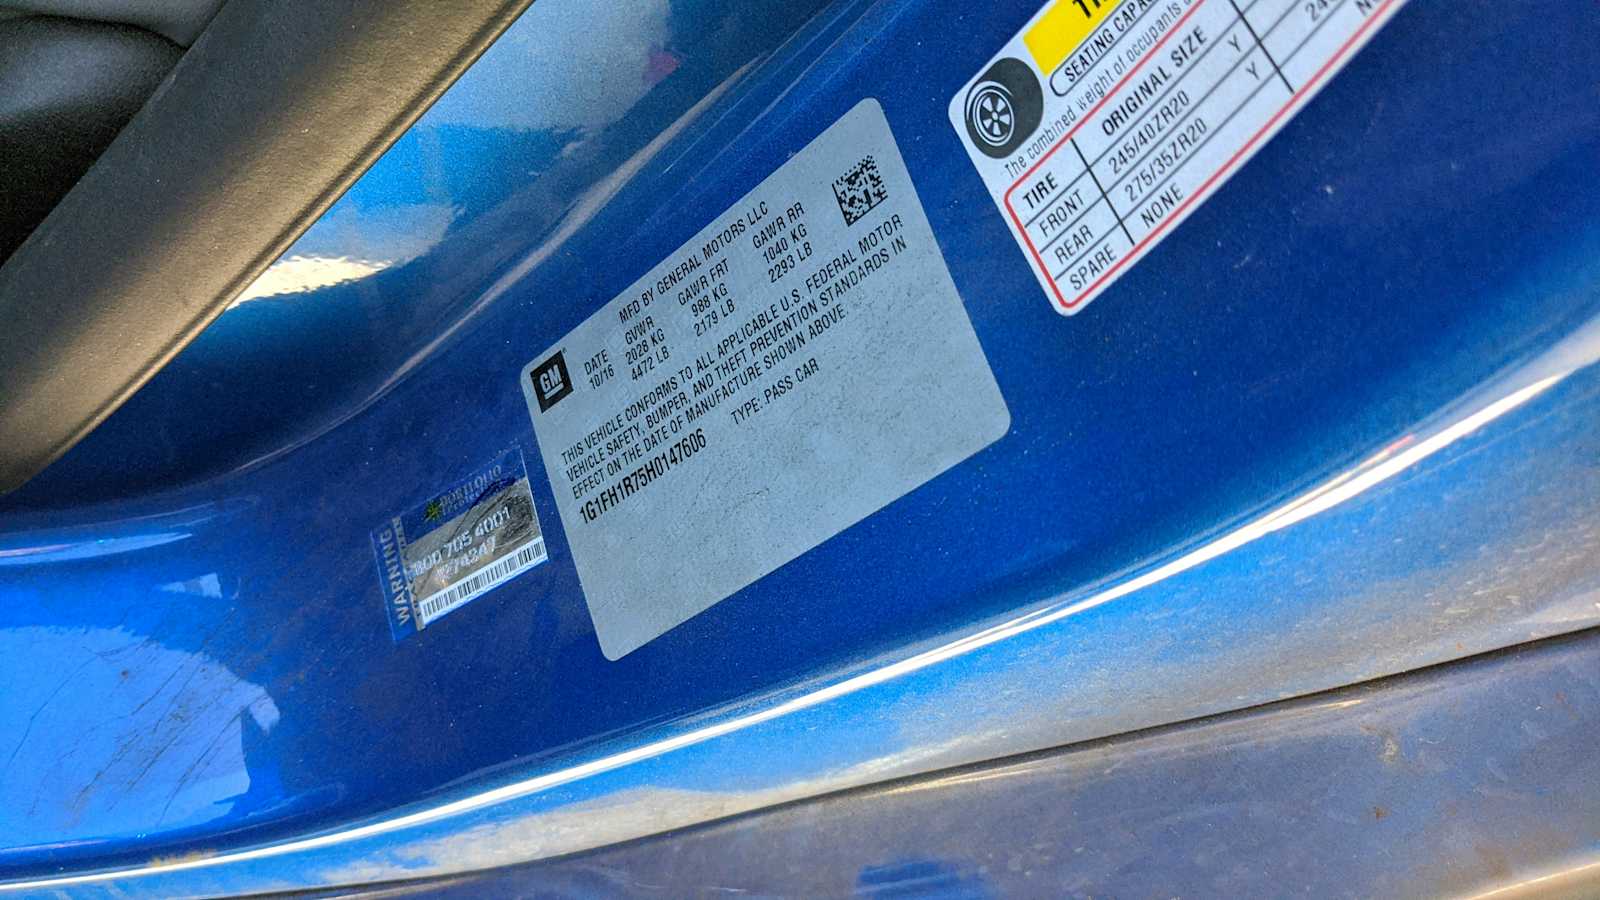 GM
MFD BY GENERAL MOTORS LLC
DATE GVWR GAWR FRT GAWR RR
10/16 2028 KG 988 KG 1040 KG
4472 LB 2179 LB 2293 LB
THIS VEHICLE CONFORMS TO ALL APPLICABLE U.S. FEDERAL MOTOR
VEHICLE SAFETY, BUMPER, AND THEFT PREVENTION STANDARDS IN
EFFECT ON THE DATE OF MANUFACTURE SHOWN ABOVE
1G1FH1R75H0147606 TYPE: PASS CAR
SEATING
The combined weight of occupants
TIRE ORIGINAL SIZE
FRONT 245/40ZR20 Y
REAR 275/35ZR20 Y
SPARE NONE
WARNING
PORTFOLIO
705 4001